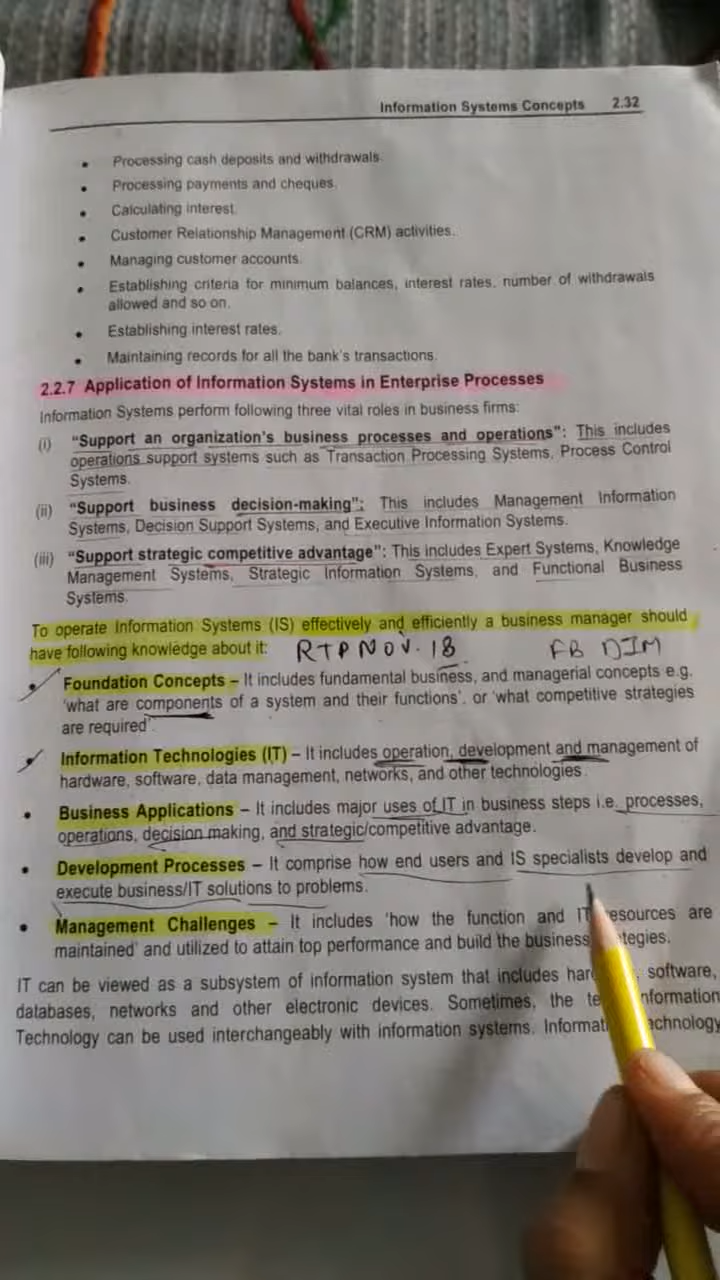 Information Systems Concepts 2.32
• Processing cash deposits and withdrawals.
• Processing payments and cheques.
• Calculating interest.
• Customer Relationship Management (CRM) activities.
• Managing customer accounts.
• Establishing criteria for minimum balances, interest rates, number of withdrawals
allowed and so on.
• Establishing interest rates.
• Maintaining records for all the bank's transactions.
2.2.7 Application of Information Systems in Enterprise Processes
Information Systems perform following three vital roles in business firms:
(i) "Support an organization's business processes and operations": This includes
operations support systems such as Transaction Processing Systems, Process Control
Systems.
(ii) "Support business decision-making": This includes Management Information
Systems, Decision Support Systems, and Executive Information Systems.
(iii) "Support strategic competitive advantage": This includes Expert Systems, Knowledge
Management Systems, Strategic Information Systems, and Functional Business
Systems.
To operate Information Systems (IS) effectively and efficiently a business manager should
have following knowledge about it: RTP NOV. 18 FB DIM
Foundation Concepts – It includes fundamental business, and managerial concepts e.g.
'what are components of a system and their functions'. or 'what competitive strategies
are required'.
Information Technologies (IT) – It includes operation, development and management of
hardware, software, data management, networks, and other technologies.
• Business Applications – It includes major uses of IT in business steps i.e. processes,
operations, decision making, and strategic/competitive advantage.
• Development Processes – It comprise how end users and IS specialists develop and
execute business/IT solutions to problems.
• Management Challenges – It includes 'how the function and IT esources are
maintained' and utilized to attain top performance and build the business tegies.
IT can be viewed as a subsystem of information system that includes har software,
databases, networks and other electronic devices. Sometimes, the te nformation
Technology can be used interchangeably with information systems. Informati echnology